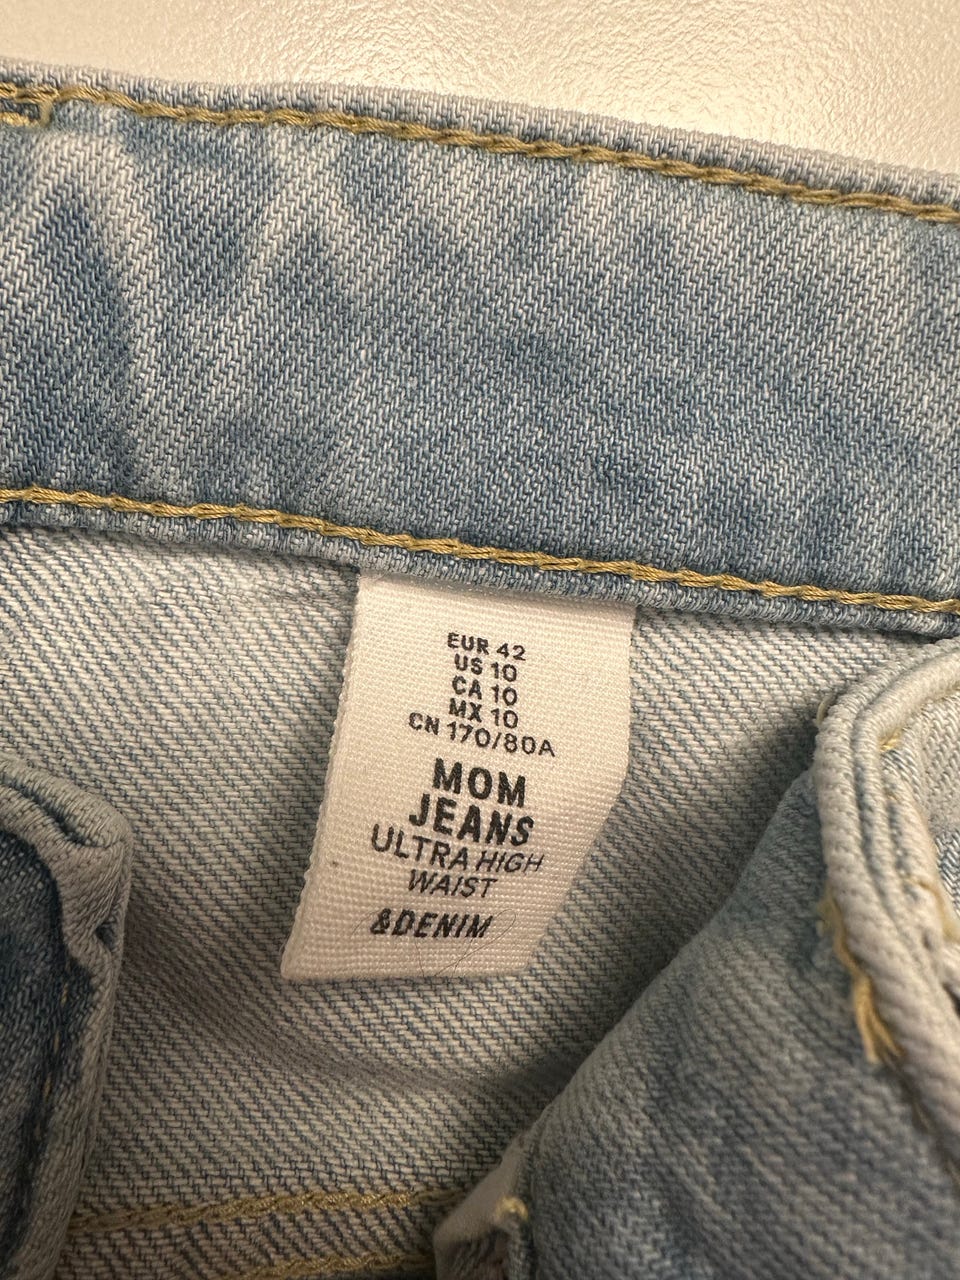 EUR 42
US 10
CA 10
MX 10
CN 170/80A
MOM
JEANS
ULTRA HIGH
WAIST
&DENIM